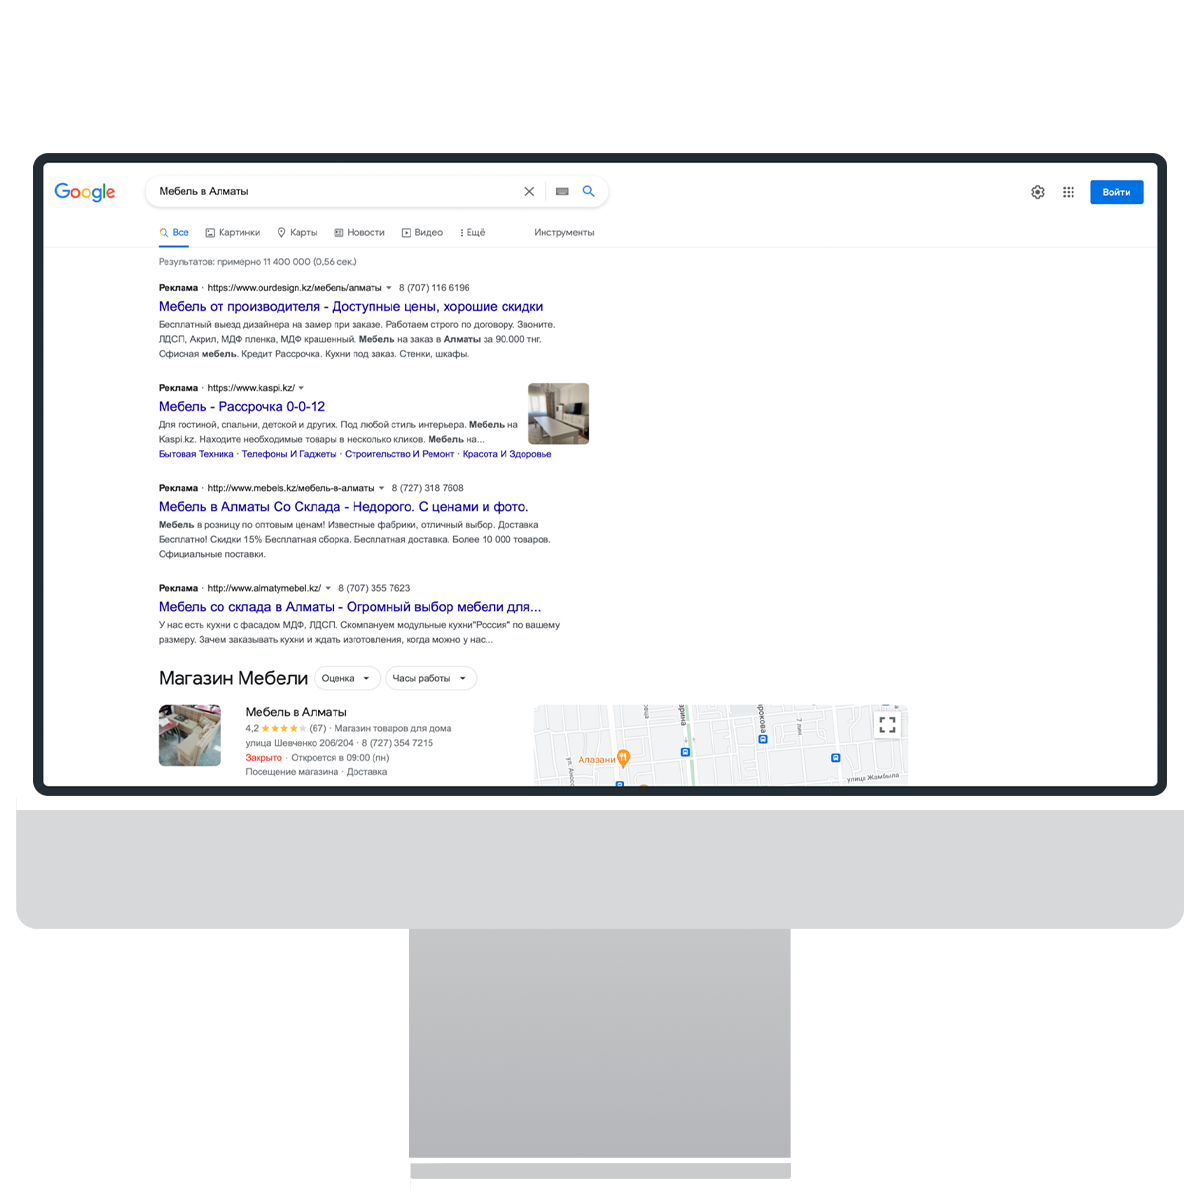 Google
Мебель в Алматы
Войти
Все Картинки Карты Новости Видео Ещё Инструменты
Результатов: примерно 11 400 000 (0,56 сек.)
Реклама · https://www.ourdesign.kz/мебель/алматы 8 (707) 116 6196
Мебель от производителя - Доступные цены, хорошие скидки
Бесплатный выезд дизайнера на замер при заказе. Работаем строго по договору. Звоните.
ЛДСП, Акрил, МДФ пленка, МДФ крашенный. Мебель на заказ в Алматы за 90.000 тнг.
Офисная мебель. Кредит Рассрочка. Кухни под заказ. Стенки, шкафы.
Реклама · https://www.kaspi.kz/
Мебель - Рассрочка 0-0-12
Для гостиной, спальни, детской и других. Под любой стиль интерьера. Мебель на
Kaspi.kz. Находите необходимые товары в несколько кликов. Мебель на...
Бытовая Техника · Телефоны И Гаджеты · Строительство И Ремонт · Красота И Здоровье
Реклама · http://www.mebels.kz/мебель-в-алматы 8 (727) 318 7608
Мебель в Алматы Со Склада - Недорого. С ценами и фото.
Мебель в розницу по оптовым ценам! Известные фабрики, отличный выбор. Доставка
Бесплатно! Скидки 15% Бесплатная сборка. Бесплатная доставка. Более 10 000 товаров.
Официальные поставки.
Реклама · http://www.almatymebel.kz/ 8 (707) 355 7623
Мебель со склада в Алматы - Огромный выбор мебели для...
У нас есть кухни с фасадом МДФ, ЛДСП. Скомпануем модульные кухни"Россия" по вашему
размеру. Зачем заказывать кухни и ждать изготовления, когда можно у нас...
Магазин Мебели Оценка Часы работы
Мебель в Алматы
4,2 (67) · Магазин товаров для дома
улица Шевченко 206/204 · 8 (727) 354 7215
Закрыто · Откроется в 09:00 (пн)
Посещение магазина · Доставка
Алазани
улица Жамбыла